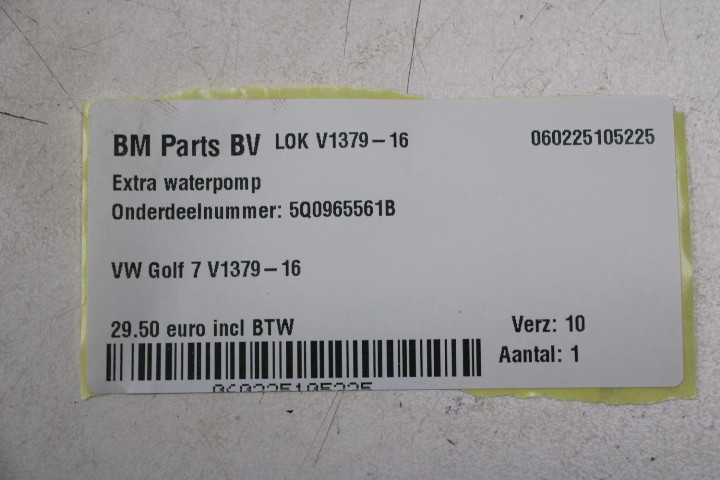 BM Parts BV LOK V1379-16 060225105225
Extra waterpomp
Onderdeelnummer: 5Q0965561B
VW Golf 7 V1379-16
29.50 euro incl BTW Verz: 10
Aantal: 1
060225105225